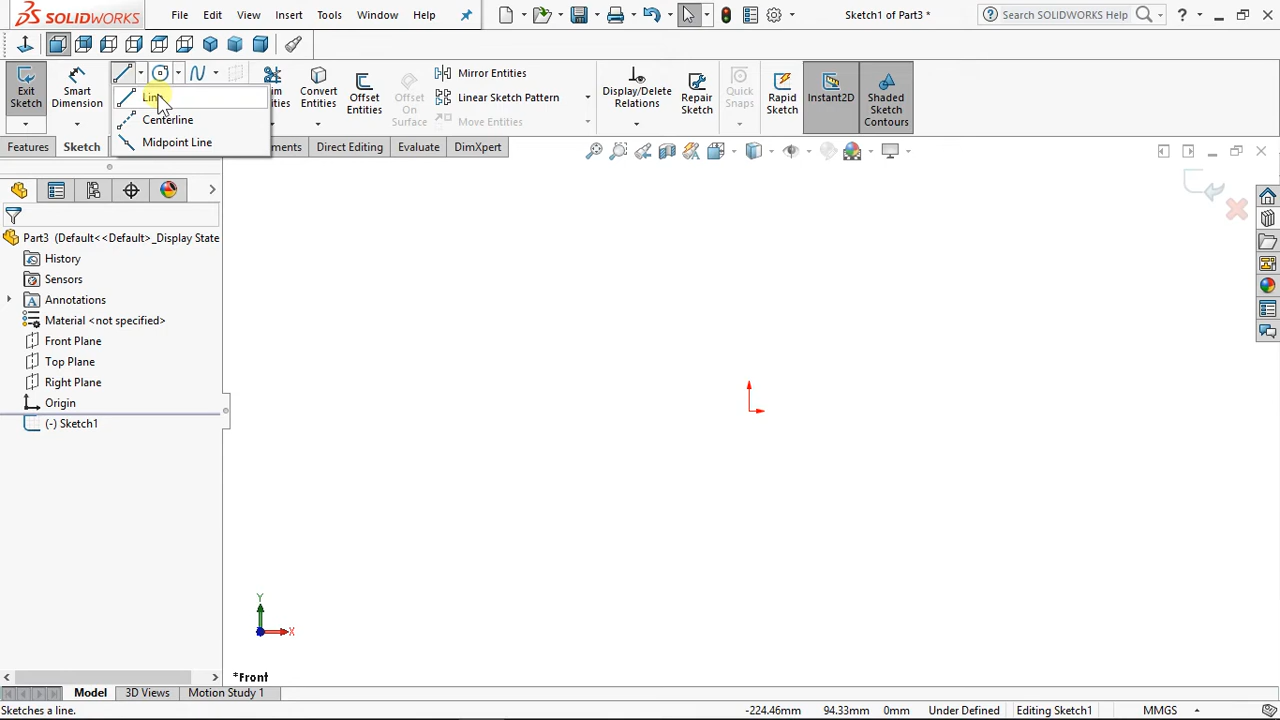 SOLIDWORKS
File Edit View Insert Tools Window Help
Sketch1 of Part3 *
Search SOLIDWORKS Help
Exit Sketch
Smart Dimension
Line
Centerline
Midpoint Line
Convert Entities
Offset Entities
Offset On Surface
Mirror Entities
Linear Sketch Pattern
Move Entities
Display/Delete Relations
Repair Sketch
Quick Snaps
Rapid Sketch
Instant2D
Shaded Sketch Contours
Features Sketch Direct Editing Evaluate DimXpert
Part3 (Default<<Default>_Display State
History
Sensors
Annotations
Material <not specified>
Front Plane
Top Plane
Right Plane
Origin
(-) Sketch1
Y
X
*Front
Model 3D Views Motion Study 1
Sketches a line.
-224.46mm 94.33mm 0mm Under Defined Editing Sketch1 MMGS